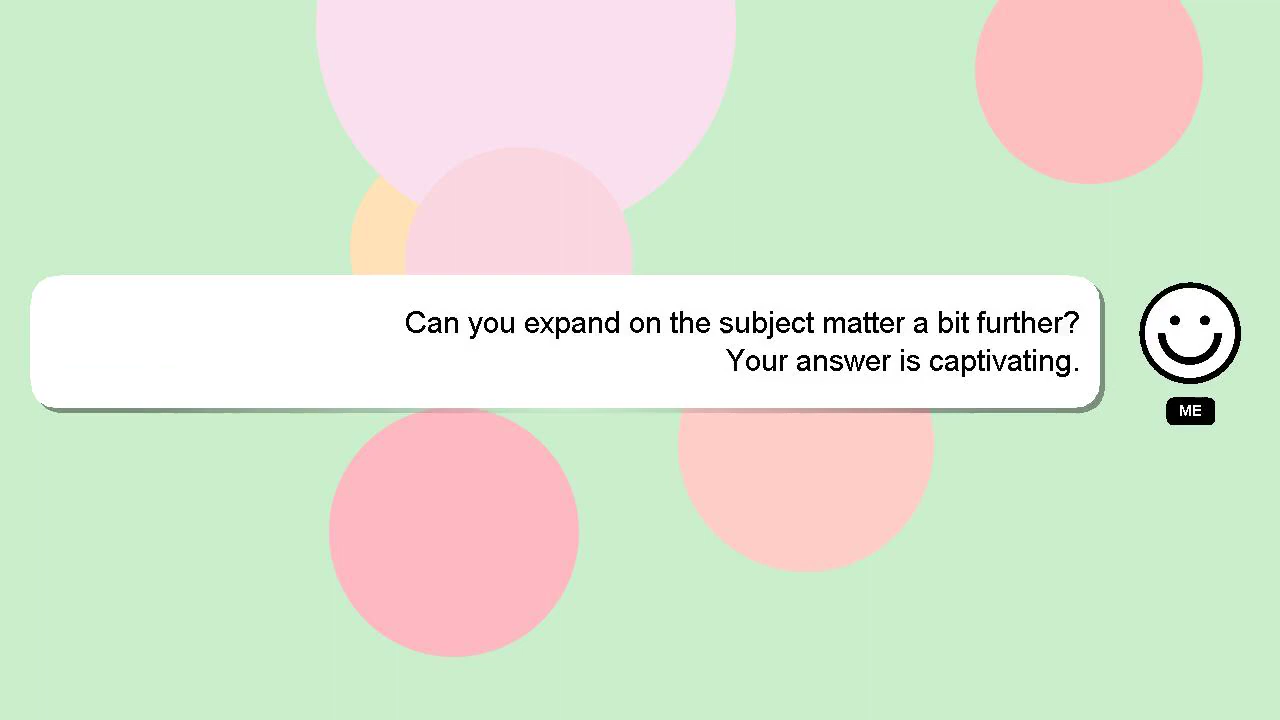 Can you expand on the subject matter a bit further?
Your answer is captivating.
ME